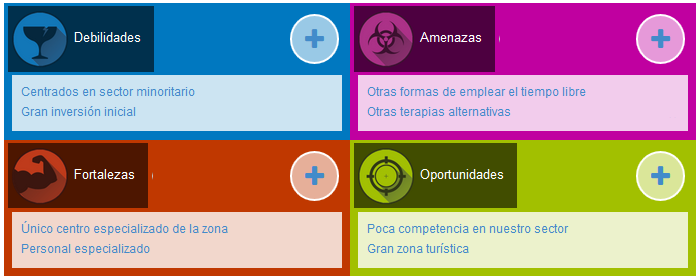 Debilidades
Centrados en sector minoritario
Gran inversión inicial
Amenazas
Otras formas de emplear el tiempo libre
Otras terapias alternativas
Fortalezas
Único centro especializado de la zona
Personal especializado
Oportunidades
Poca competencia en nuestro sector
Gran zona turística